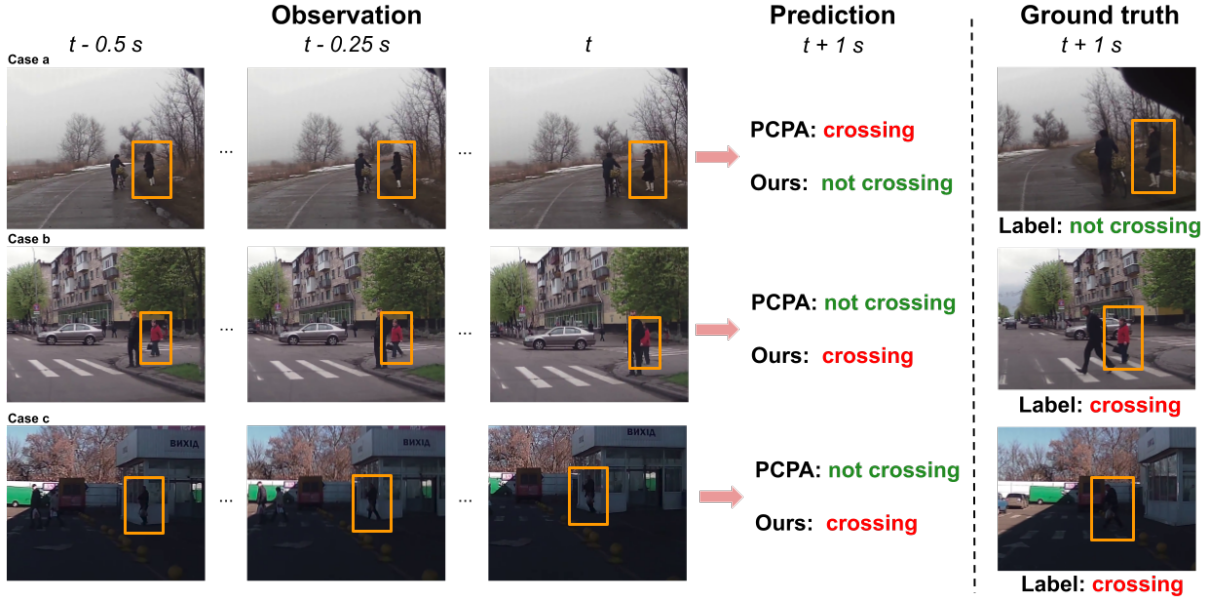 Observation
Prediction
Ground truth
t - 0.5 s
t - 0.25 s
t
t + 1 s
t + 1 s
Case a
...
...
PCPA: crossing
Ours: not crossing
Label: not crossing
Case b
...
...
PCPA: not crossing
Ours: crossing
Label: crossing
Case c
ВИХІД
ВИХІД
...
...
PCPA: not crossing
Ours: crossing
Label: crossing